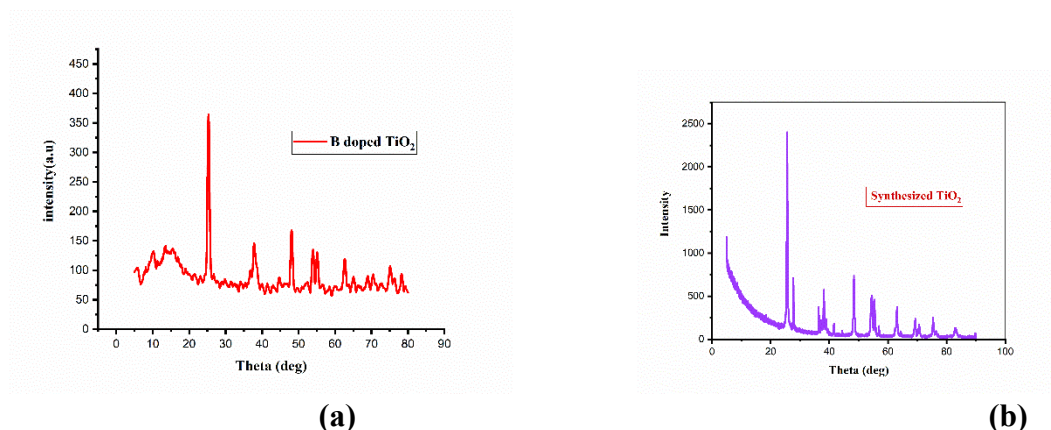 450
400
350
300
250
200
150
100
50
0
intensity(a.u)
B doped TiO₂
0 10 20 30 40 50 60 70 80 90
Theta (deg)
(a)
2500
2000
1500
1000
500
0
Intensity
Synthesized TiO₂
0 20 40 60 80 100
Theta (deg)
(b)